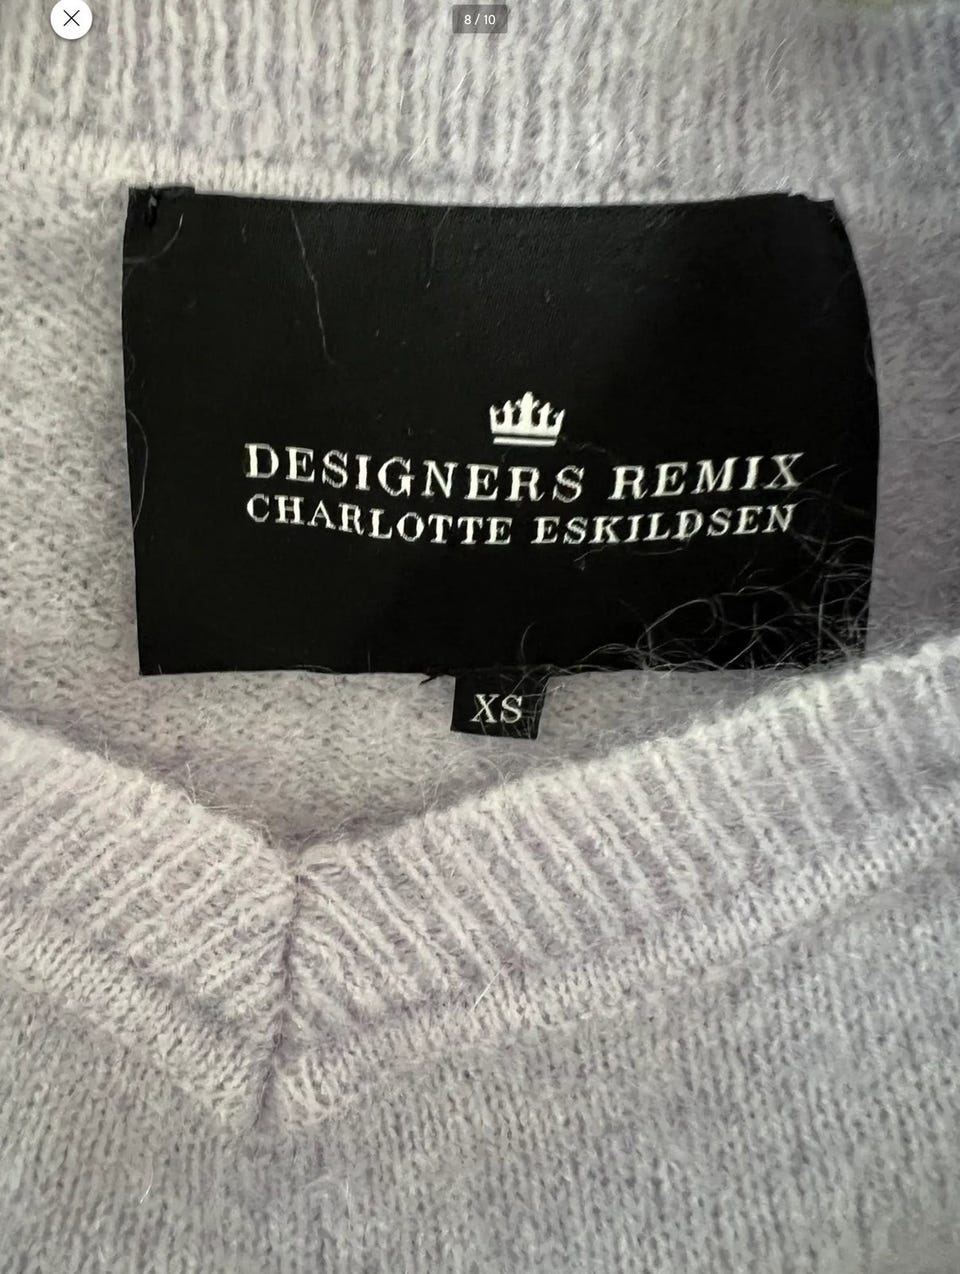 8 / 10
DESIGNERS REMIX
CHARLOTTE ESKILDSEN
XS